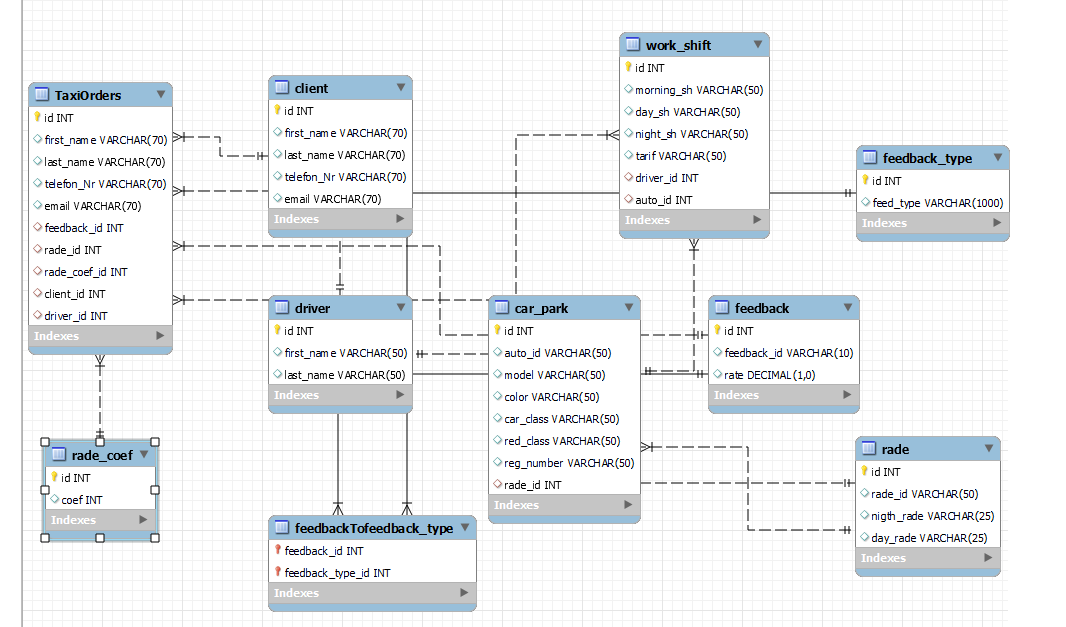 TaxiOrders
id INT
first_name VARCHAR(70)
last_name VARCHAR(70)
telefon_Nr VARCHAR(70)
email VARCHAR(70)
feedback_id INT
rade_id INT
rade_coef_id INT
client_id INT
driver_id INT
Indexes
client
id INT
first_name VARCHAR(70)
last_name VARCHAR(70)
telefon_Nr VARCHAR(70)
email VARCHAR(70)
Indexes
work_shift
id INT
morning_sh VARCHAR(50)
day_sh VARCHAR(50)
night_sh VARCHAR(50)
tarif VARCHAR(50)
driver_id INT
auto_id INT
Indexes
feedback_type
id INT
feed_type VARCHAR(1000)
Indexes
driver
id INT
first_name VARCHAR(50)
last_name VARCHAR(50)
Indexes
car_park
id INT
auto_id VARCHAR(50)
model VARCHAR(50)
color VARCHAR(50)
car_class VARCHAR(50)
red_class VARCHAR(50)
reg_number VARCHAR(50)
rade_id INT
Indexes
feedback
id INT
feedback_id VARCHAR(10)
rate DECIMAL(1,0)
Indexes
rade_coef
id INT
coef INT
Indexes
feedbackTofeedback_type
feedback_id INT
feedback_type_id INT
Indexes
rade
id INT
rade_id VARCHAR(50)
nigth_rade VARCHAR(25)
day_rade VARCHAR(25)
Indexes